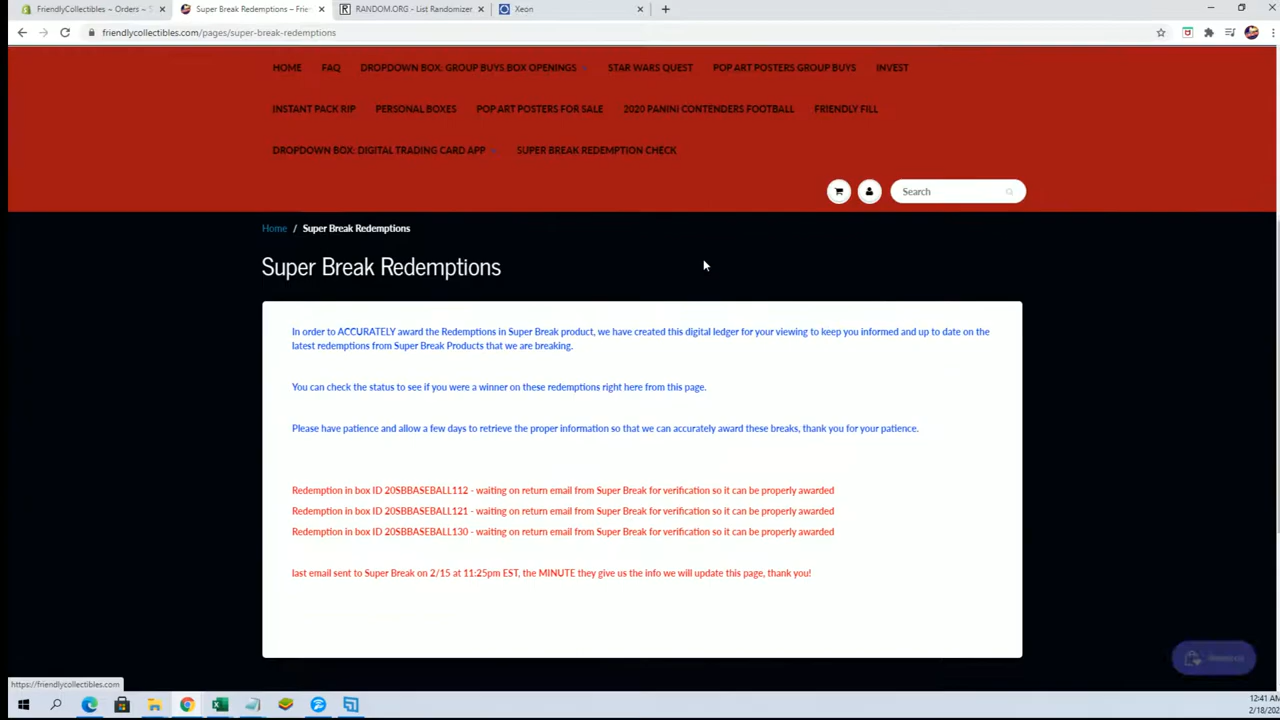 FriendlyCollectibles ~ Orders ~ S
Super Break Redemptions – Frie
RANDOM.ORG - List Randomizer
Xeon
friendlycollectibles.com/pages/super-break-redemptions
HOME FAQ DROPDOWN BOX: GROUP BUYS BOX OPENINGS STAR WARS QUEST POP ART POSTERS GROUP BUYS INVEST
INSTANT PACK RIP PERSONAL BOXES POP ART POSTERS FOR SALE 2020 PANINI CONTENDERS FOOTBALL FRIENDLY FILL
DROPDOWN BOX: DIGITAL TRADING CARD APP SUPER BREAK REDEMPTION CHECK
Search
Home / Super Break Redemptions
Super Break Redemptions
In order to ACCURATELY award the Redemptions in Super Break product, we have created this digital ledger for your viewing to keep you informed and up to date on the
latest redemptions from Super Break Products that we are breaking.
You can check the status to see if you were a winner on these redemptions right here from this page.
Please have patience and allow a few days to retrieve the proper information so that we can accurately award these breaks, thank you for your patience.
Redemption in box ID 20SBBASEBALL112 - waiting on return email from Super Break for verification so it can be properly awarded
Redemption in box ID 20SBBASEBALL121 - waiting on return email from Super Break for verification so it can be properly awarded
Redemption in box ID 20SBBASEBALL130 - waiting on return email from Super Break for verification so it can be properly awarded
last email sent to Super Break on 2/15 at 11:25pm EST, the MINUTE they give us the info we will update this page, thank you!
https://friendlycollectibles.com
12:41 AM
2/18/202